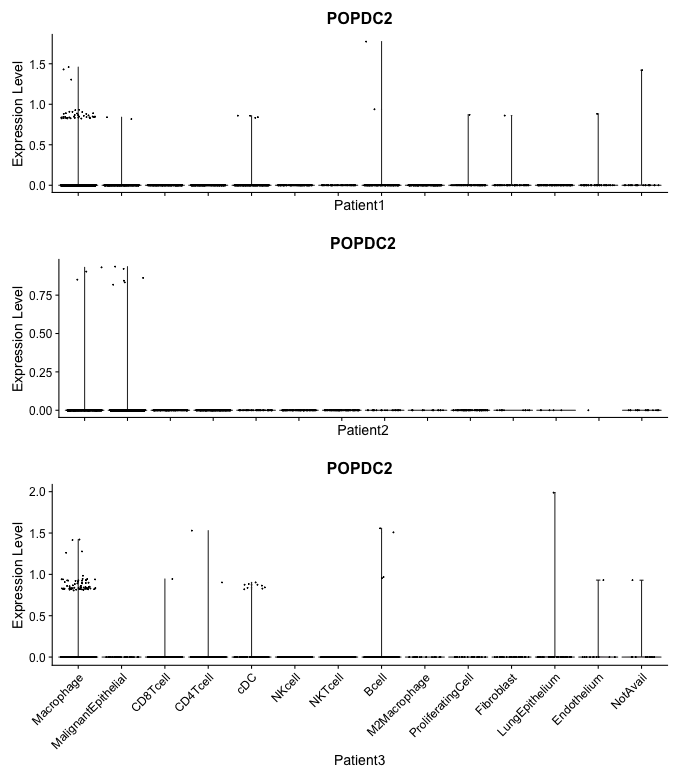 POPDC2
Expression Level
1.5
1.0
0.5
0.0
Patient1
POPDC2
Expression Level
0.75
0.50
0.25
0.00
Patient2
POPDC2
Expression Level
2.0
1.5
1.0
0.5
0.0
Macrophage
MalignantEpithelial
CD8Tcell
CD4Tcell
cDC
NKcell
NKTcell
Bcell
M2Macrophage
ProliferatingCell
Fibroblast
LungEpithelium
Endothelium
NotAvail
Patient3